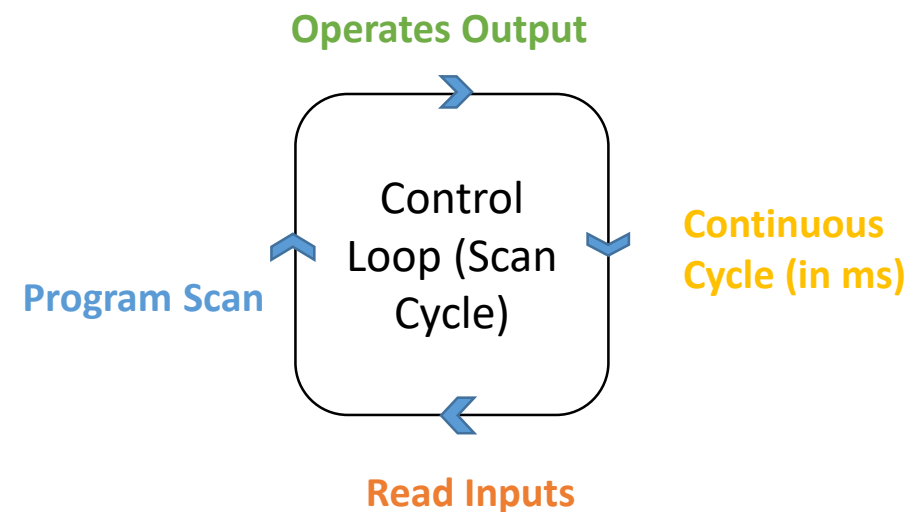 Operates Output
Control
Loop (Scan
Cycle)
Continuous
Cycle (in ms)
Program Scan
Read Inputs